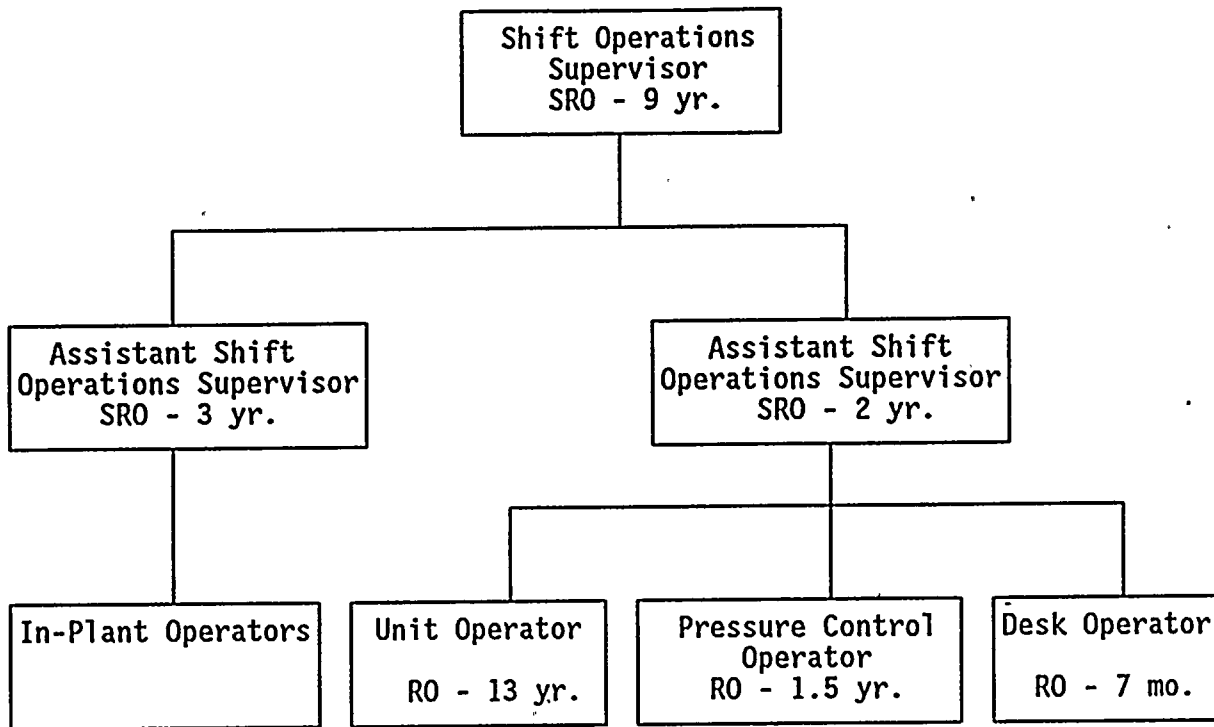 Shift Operations
Supervisor
SRO - 9 yr.
Assistant Shift
Operations Supervisor
SRO - 3 yr.
Assistant Shift
Operations Supervisor
SRO - 2 yr.
In-Plant Operators
Unit Operator
RO - 13 yr.
Pressure Control
Operator
RO - 1.5 yr.
Desk Operator
RO - 7 mo.